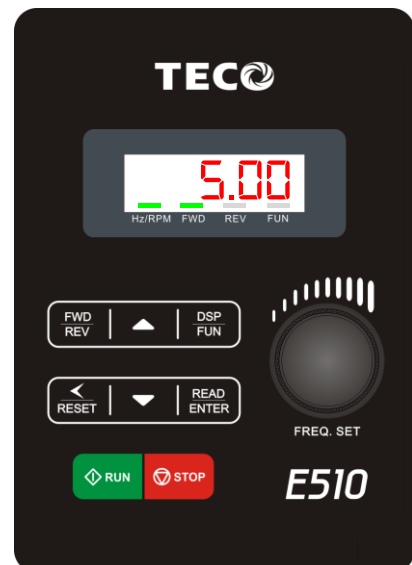 TECO
5.00
Hz/RPM FWD REV FUN
FWD
REV
DSP
FUN
RESET
READ
ENTER
FREQ. SET
RUN STOP
E510